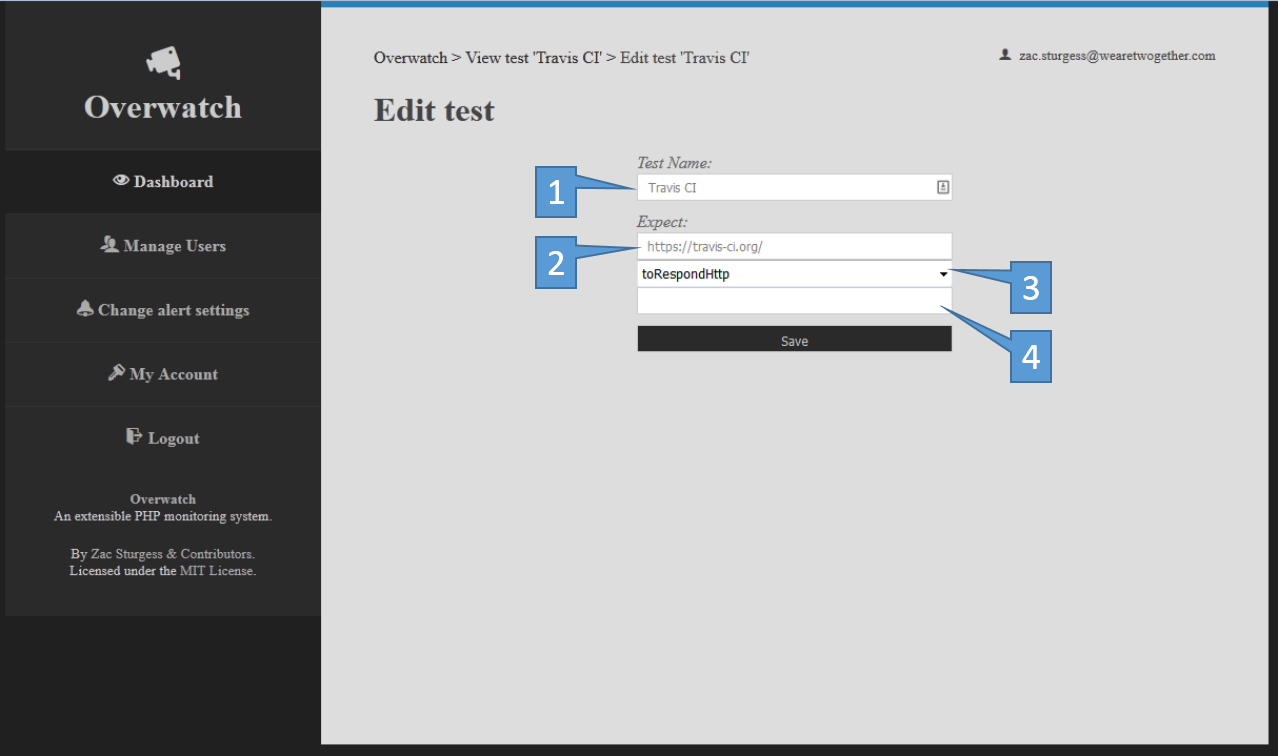 Overwatch
Dashboard
Manage Users
Change alert settings
My Account
Logout
Overwatch
An extensible PHP monitoring system.
By Zac Sturgess & Contributors.
Licensed under the MIT License.
Overwatch > View test 'Travis CI' > Edit test 'Travis CI'
zac.sturgess@wearetwogether.com
Edit test
Test Name:
1
Travis CI
Expect:
2
https://travis-ci.org/
toRespondHttp
3
Save
4